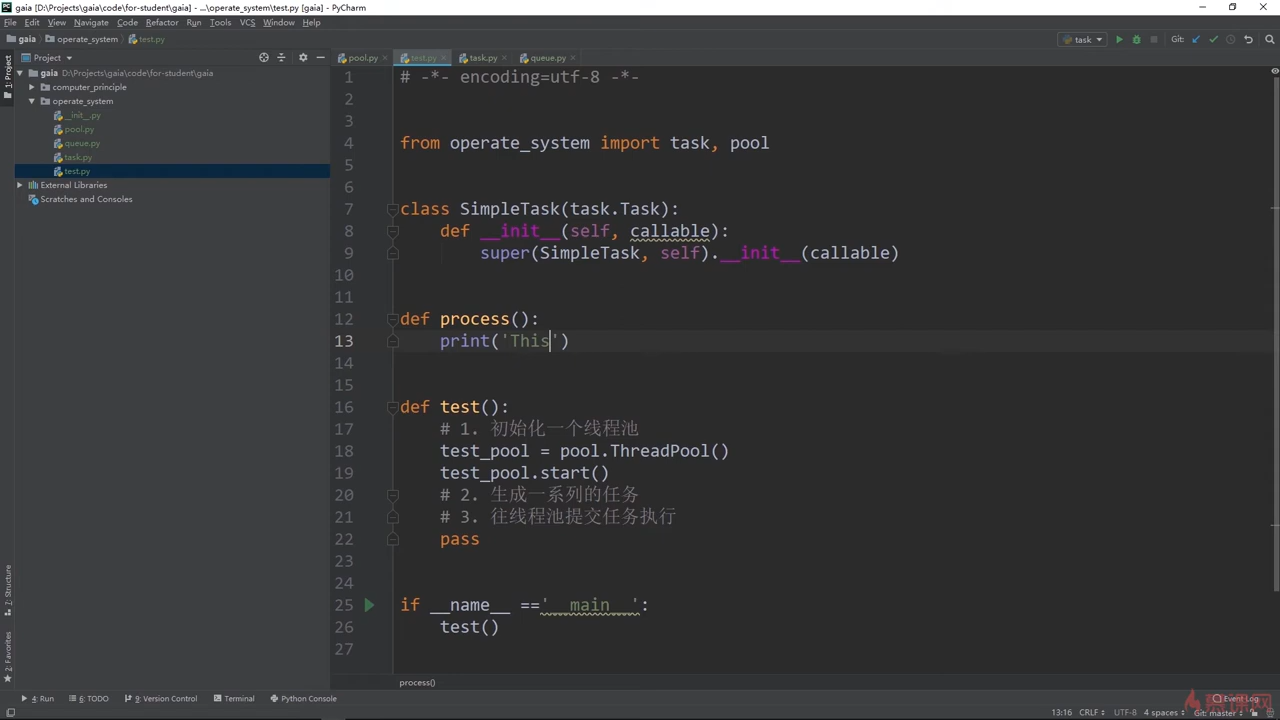 gaia [D:\Projects\gaia\code\for-student\gaia] - ...\operate_system\test.py [gaia] - PyCharm
File Edit View Navigate Code Refactor Run Tools VCS Window Help
gaia operate_system test.py
task Git:
Project
pool.py test.py task.py queue.py
1: Project
gaia D:\Projects\gaia\code\for-student\gaia
computer_principle
operate_system
__init__.py
pool.py
queue.py
task.py
test.py
External Libraries
Scratches and Consoles
1 # -*- encoding=utf-8 -*-
2
3
4 from operate_system import task, pool
5
6
7 class SimpleTask(task.Task):
8 def __init__(self, callable):
9 super(SimpleTask, self).__init__(callable)
10
11
12 def process():
13 print('This')
14
15
16 def test():
17 # 1. 初始化一个线程池
18 test_pool = pool.ThreadPool()
19 test_pool.start()
20 # 2. 生成一系列的任务
21 # 3. 往线程池提交任务执行
22 pass
23
24
25 if __name__ =='__main__':
26 test()
27
7: Structure
2: Favorites
process()
4: Run 6: TODO 9: Version Control Terminal Python Console Event Log
慕课网
13:16 CRLF UTF-8 4 spaces Git: master